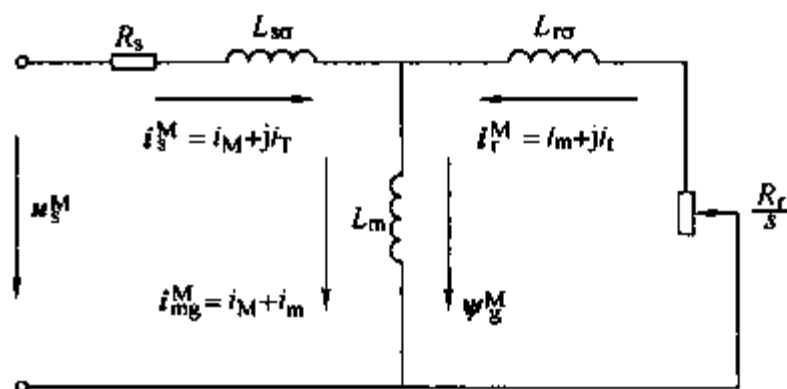 R_s
L_sσ
L_rσ
i_s^M = i_M + ji_T
i_r^M = i_m + ji_t
u_s^M
L_m
R_r/s
i_mg^M = i_M + i_m
ψ_g^M